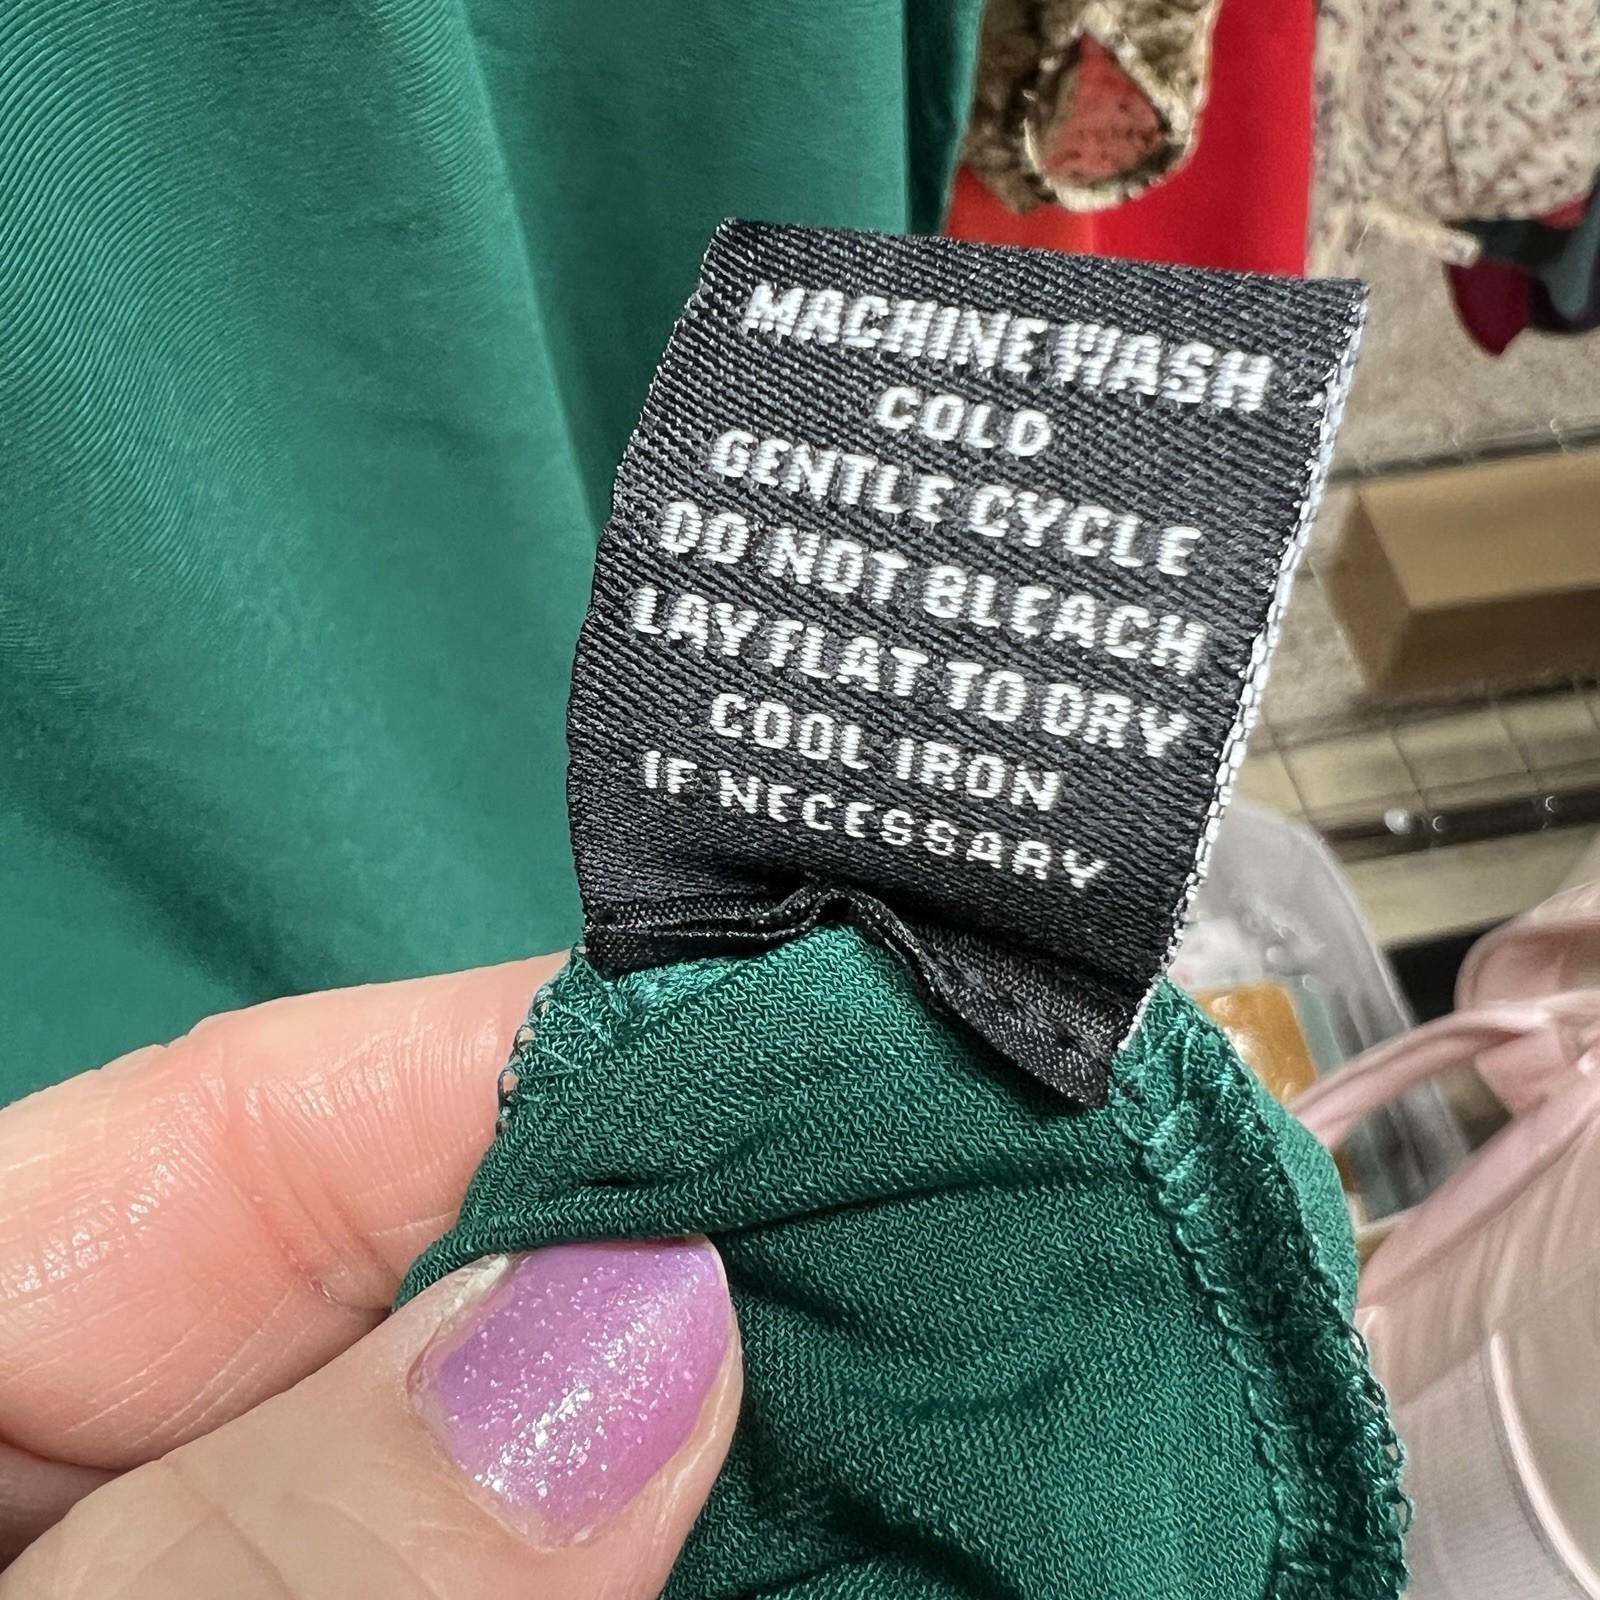 MACHINE WASH
COLD
GENTLE CYCLE
DO NOT BLEACH
LAY FLAT TO DRY
COOL IRON
IF NECESSARY